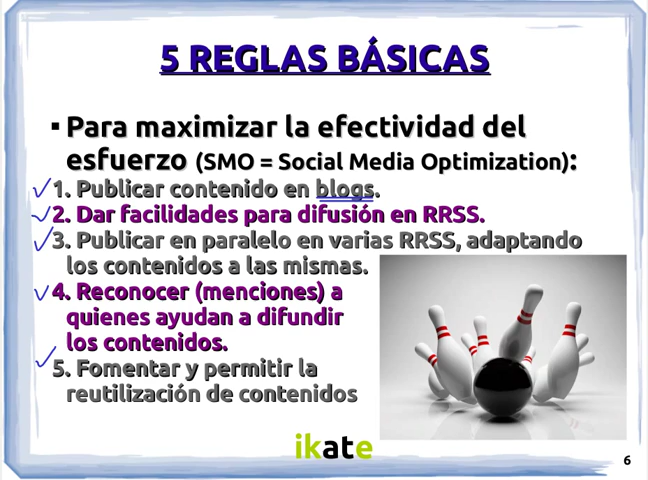 5 REGLAS BÁSICAS
Para maximizar la efectividad del
esfuerzo (SMO = Social Media Optimization):
1. Publicar contenido en blogs.
2. Dar facilidades para difusión en RRSS.
3. Publicar en paralelo en varias RRSS, adaptando
los contenidos a las mismas.
4. Reconocer (menciones) a
quienes ayudan a difundir
los contenidos.
5. Fomentar y permitir la
reutilización de contenidos
ikate
6